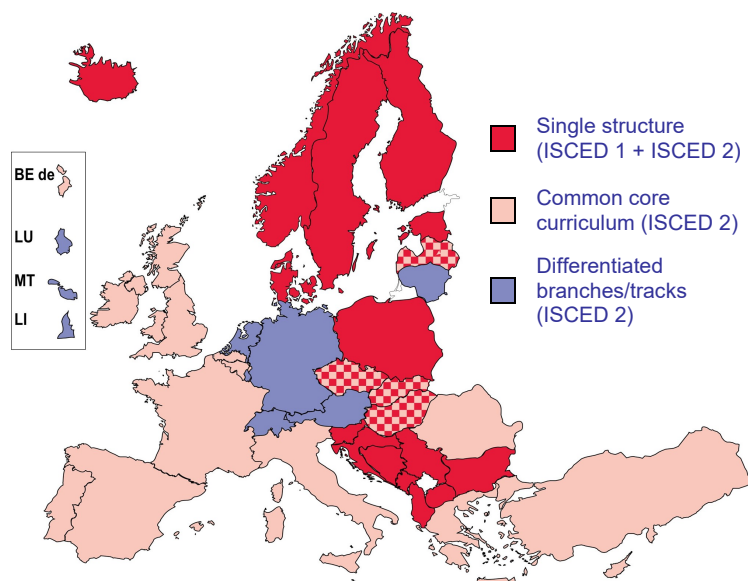 Single structure
(ISCED 1 + ISCED 2)
Common core
curriculum (ISCED 2)
Differentiated
branches/tracks
(ISCED 2)
BE de
LU
MT
LI